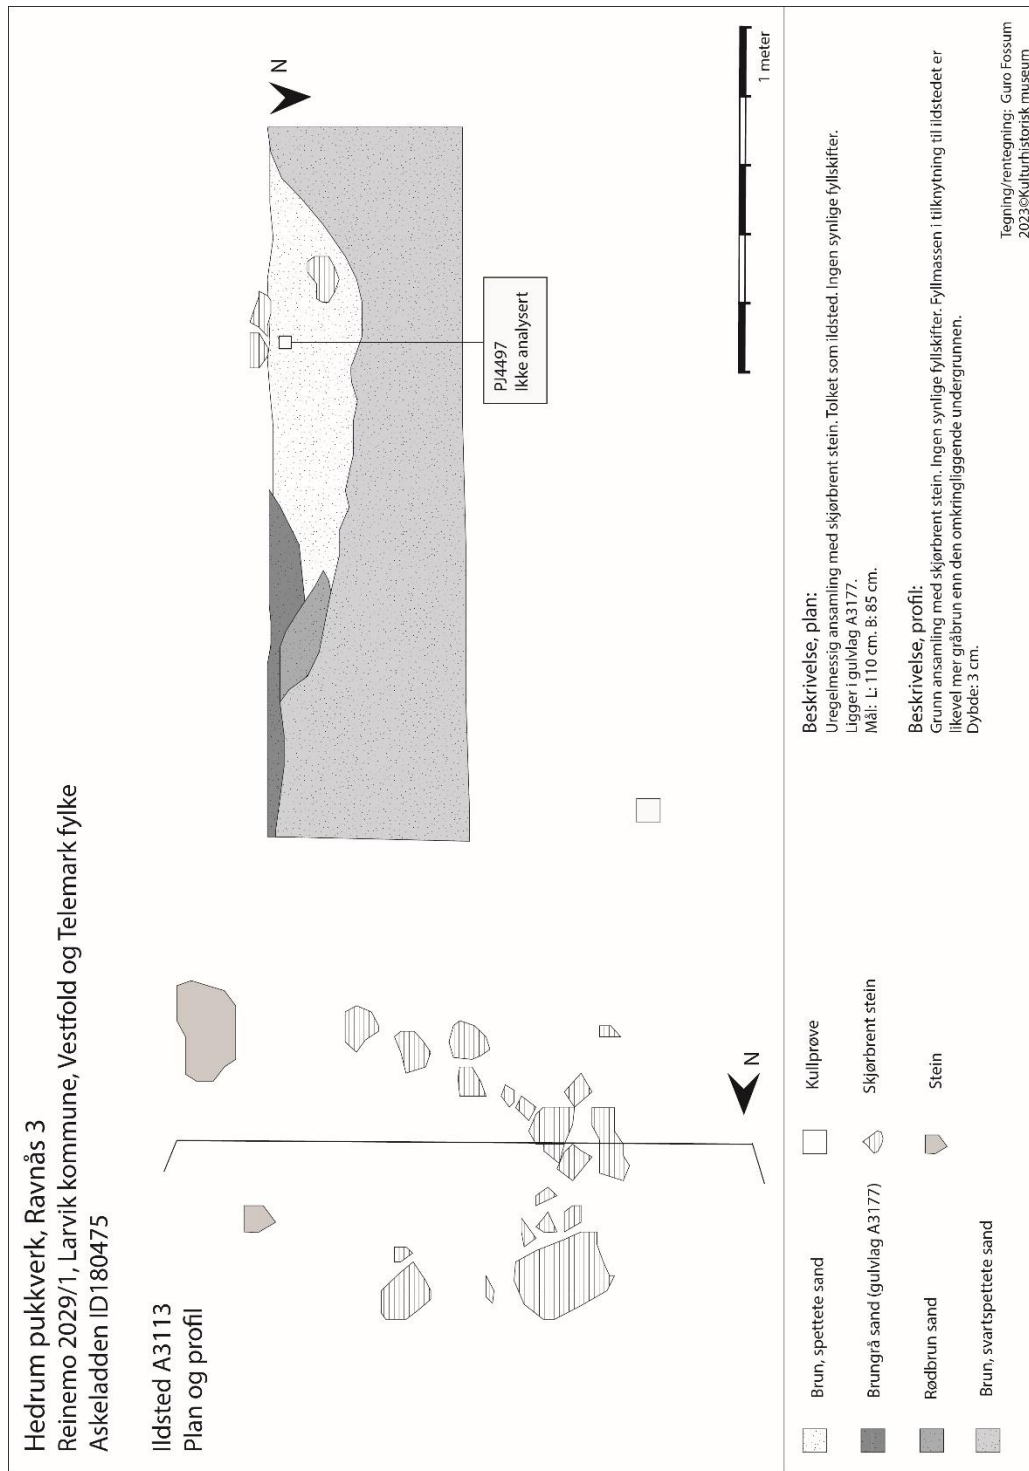 Hedrum pukkverk, Ravnås 3
Reinemo 2029/1, Larvik kommune, Vestfold og Telemark fylke
Askeladden ID180475
Ildsted A3113
Plan og profil
N
N
PJ4497
Ikke analysert
1 meter
Brun, spettete sand
Brungrå sand (gulvlag A3177)
Rødbrun sand
Brun, svartspettete sand
Kullprøve
Skjørbrent stein
Stein
Beskrivelse, plan:
Uregelmessig ansamling med skjørbrent stein. Tolket som ildsted. Ingen synlige fyllskifter.
Ligger i gulvlag A3177.
Mål: L: 110 cm. B: 85 cm.
Beskrivelse, profil:
Grunn ansamling med skjørbrent stein. Ingen synlige fyllskifter. Fyllmassen i tilknytning til ildstedet er
likevel mer gråbrun enn den omkringliggende undergrunnen.
Dybde: 3 cm.
Tegning/rentegning: Guro Fossum
2023©Kulturhistorisk museum